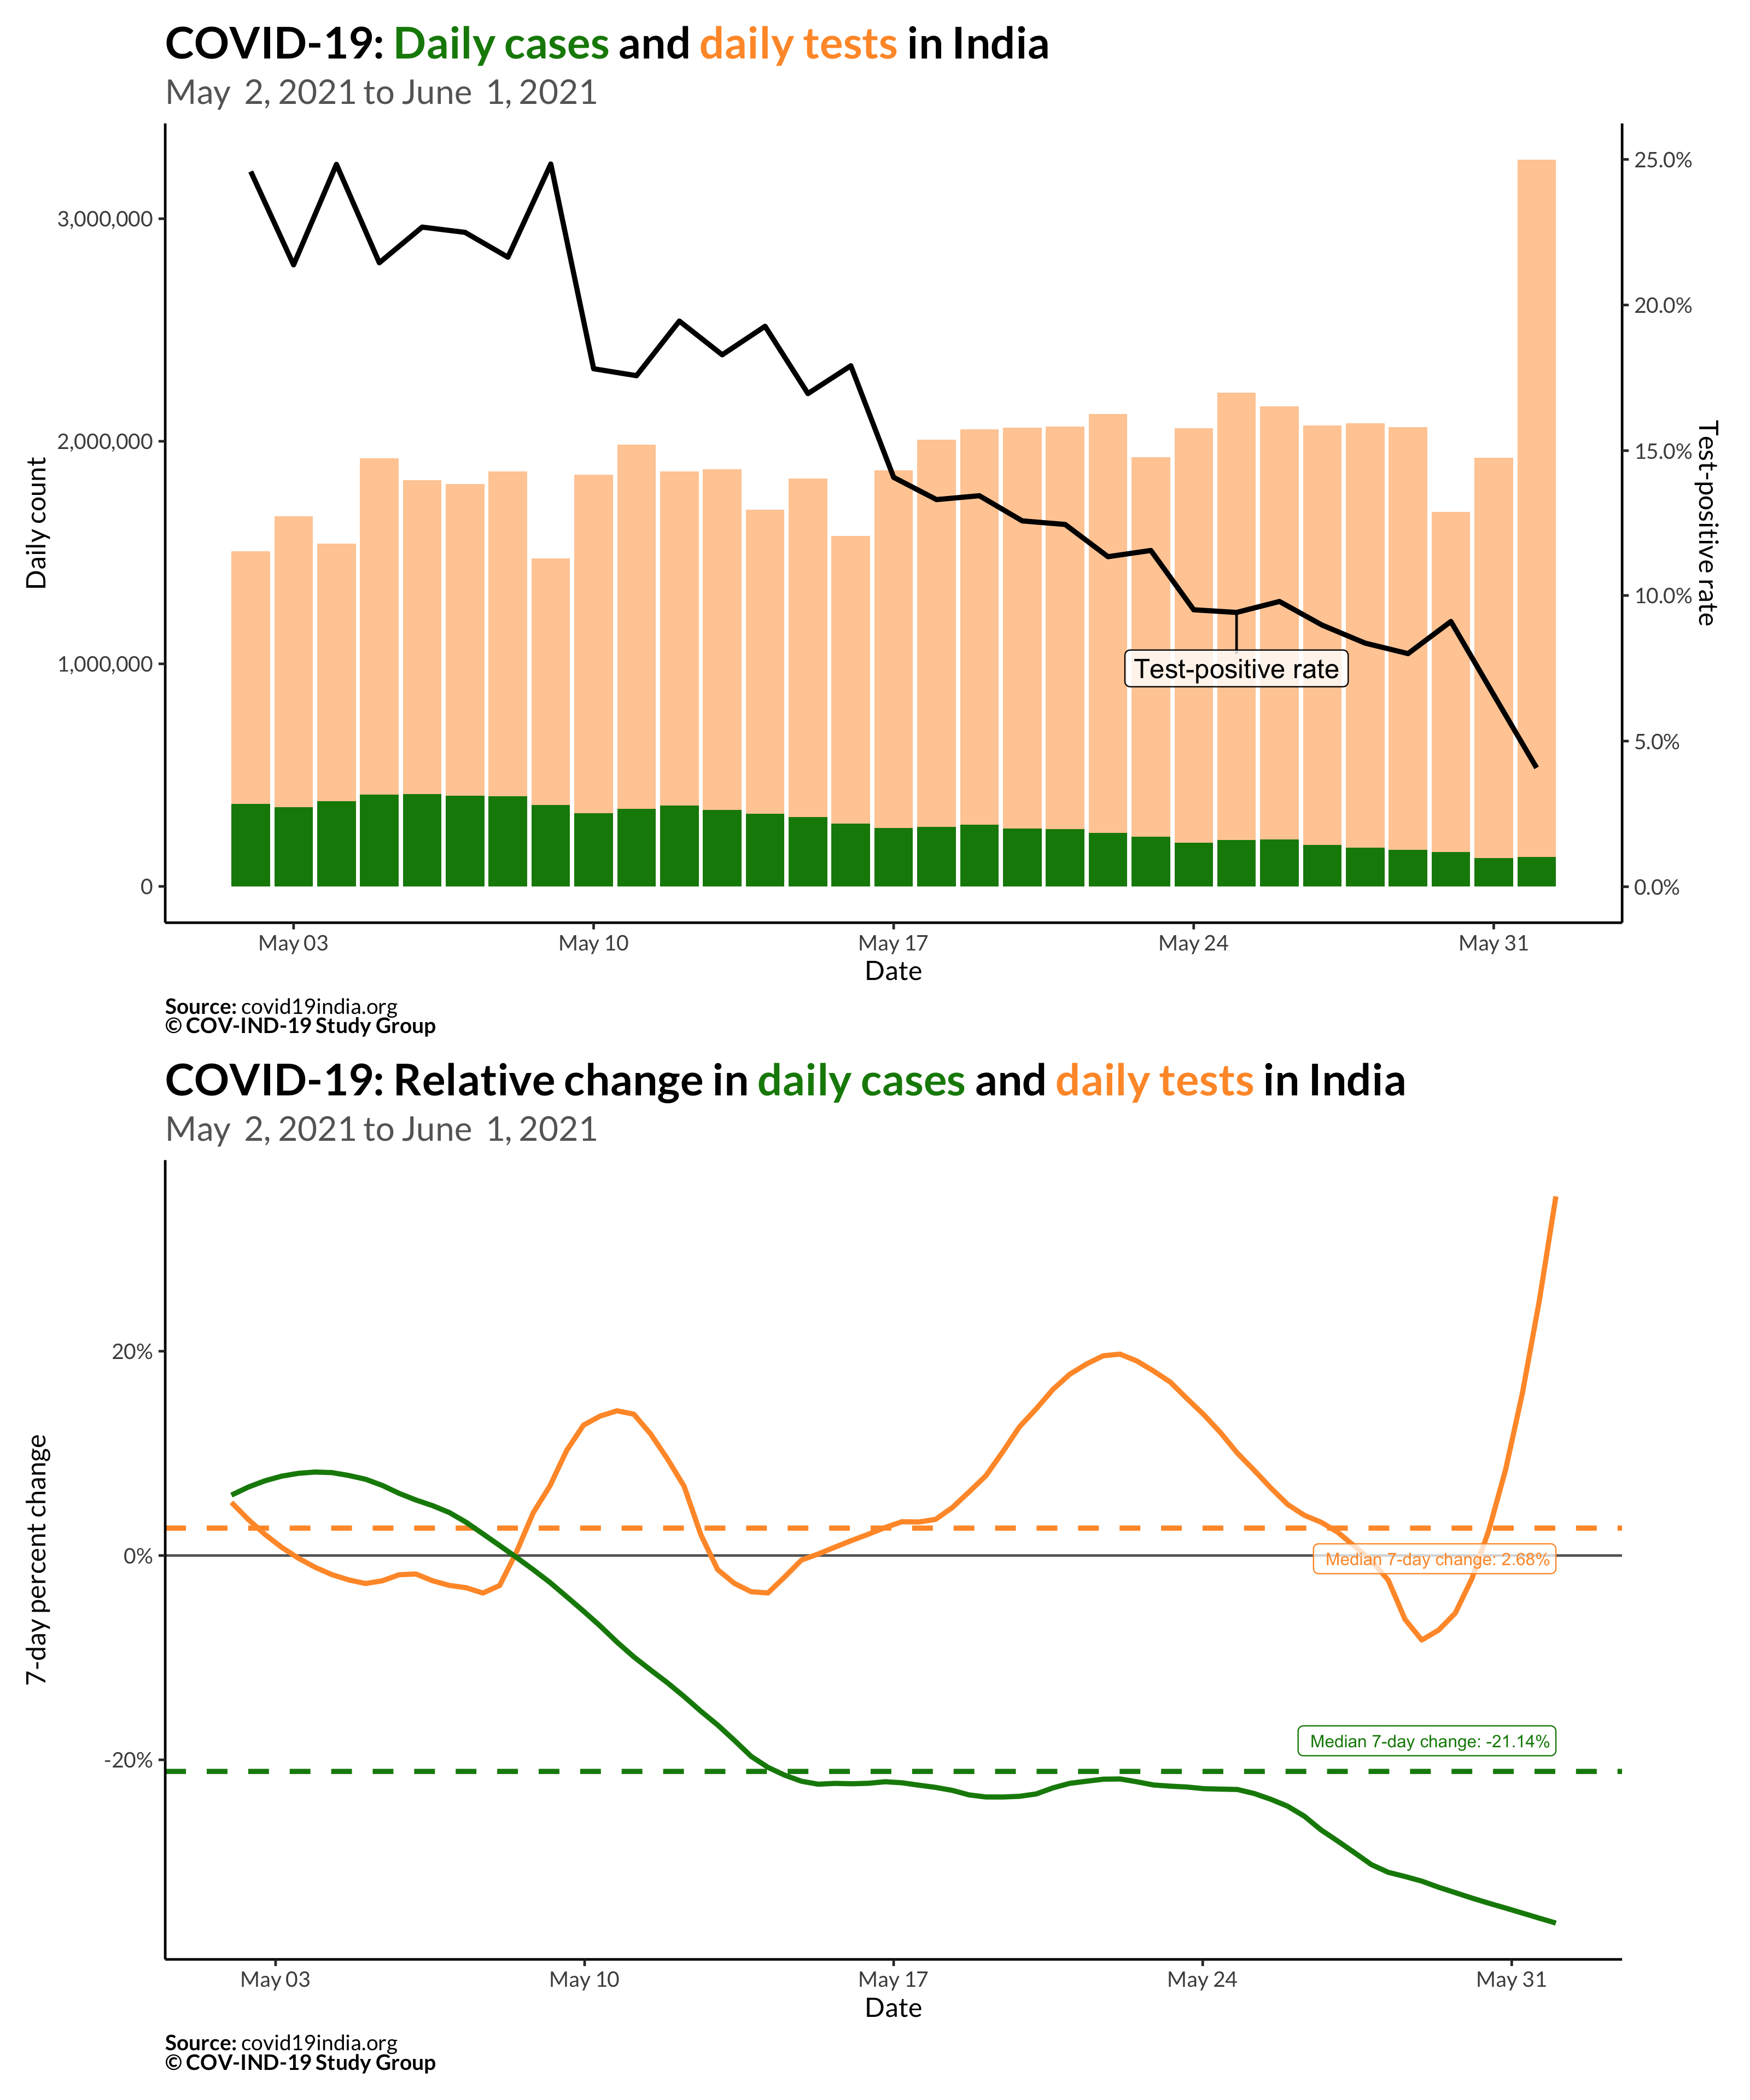 COVID-19: Daily cases and daily tests in India
May 2, 2021 to June 1, 2021
Daily count
3,000,000
2,000,000
1,000,000
0
25.0%
20.0%
15.0%
10.0%
5.0%
0.0%
Test-positive rate
Test-positive rate
May 03
May 10
May 17
May 24
May 31
Date
Source: covid19india.org
© COV-IND-19 Study Group
COVID-19: Relative change in daily cases and daily tests in India
May 2, 2021 to June 1, 2021
7-day percent change
20%
0%
-20%
Median 7-day change: 2.68%
Median 7-day change: -21.14%
May 03
May 10
May 17
May 24
May 31
Date
Source: covid19india.org
© COV-IND-19 Study Group